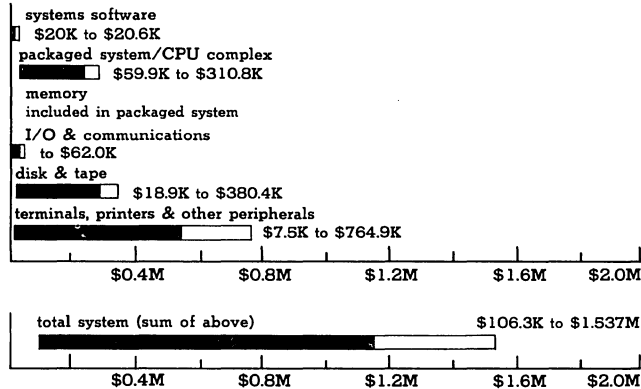 systems software
$20K to $20.6K
packaged system/CPU complex
$59.9K to $310.8K
memory
included in packaged system
I/O & communications
to $62.0K
disk & tape
$18.9K to $380.4K
terminals, printers & other peripherals
$7.5K to $764.9K
$0.4M $0.8M $1.2M $1.6M $2.0M
total system (sum of above) $106.3K to $1.537M
$0.4M $0.8M $1.2M $1.6M $2.0M